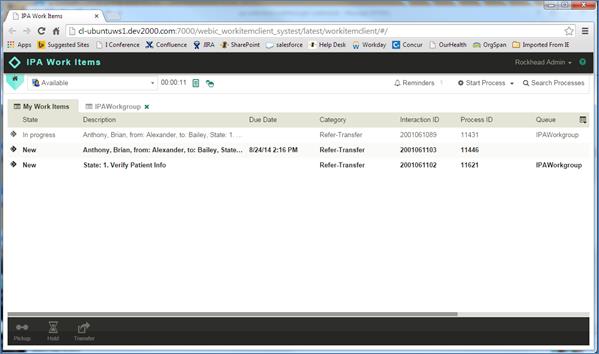 IPA Work Items
cl-ubuntuws1.dev2000.com:7000/webic_workitemclient_systest/latest/workitemclient/#/
Apps Suggested Sites I Conference Confluence JIRA SharePoint salesforce Help Desk Workday Concur OurHealth OrgSpan Imported From IE
IPA Work Items Rockhead Admin
Available 00:00:11 Reminders Start Process Search Processes
My Work Items IPAWorkgroup
State Description Due Date Category Interaction ID Process ID Queue
In progress Anthony, Brian, from: Alexander, to: Bailey, State: 1. ... Refer-Transfer 2001061089 11431 IPAWorkgroup
New Anthony, Brian, from: Alexander, to: Bailey, State... 8/24/14 2:16 PM Refer-Transfer 2001061103 11446
New State: 1. Verify Patient Info Refer-Transfer 2001061102 11621 IPAWorkgroup
Pickup Hold Transfer